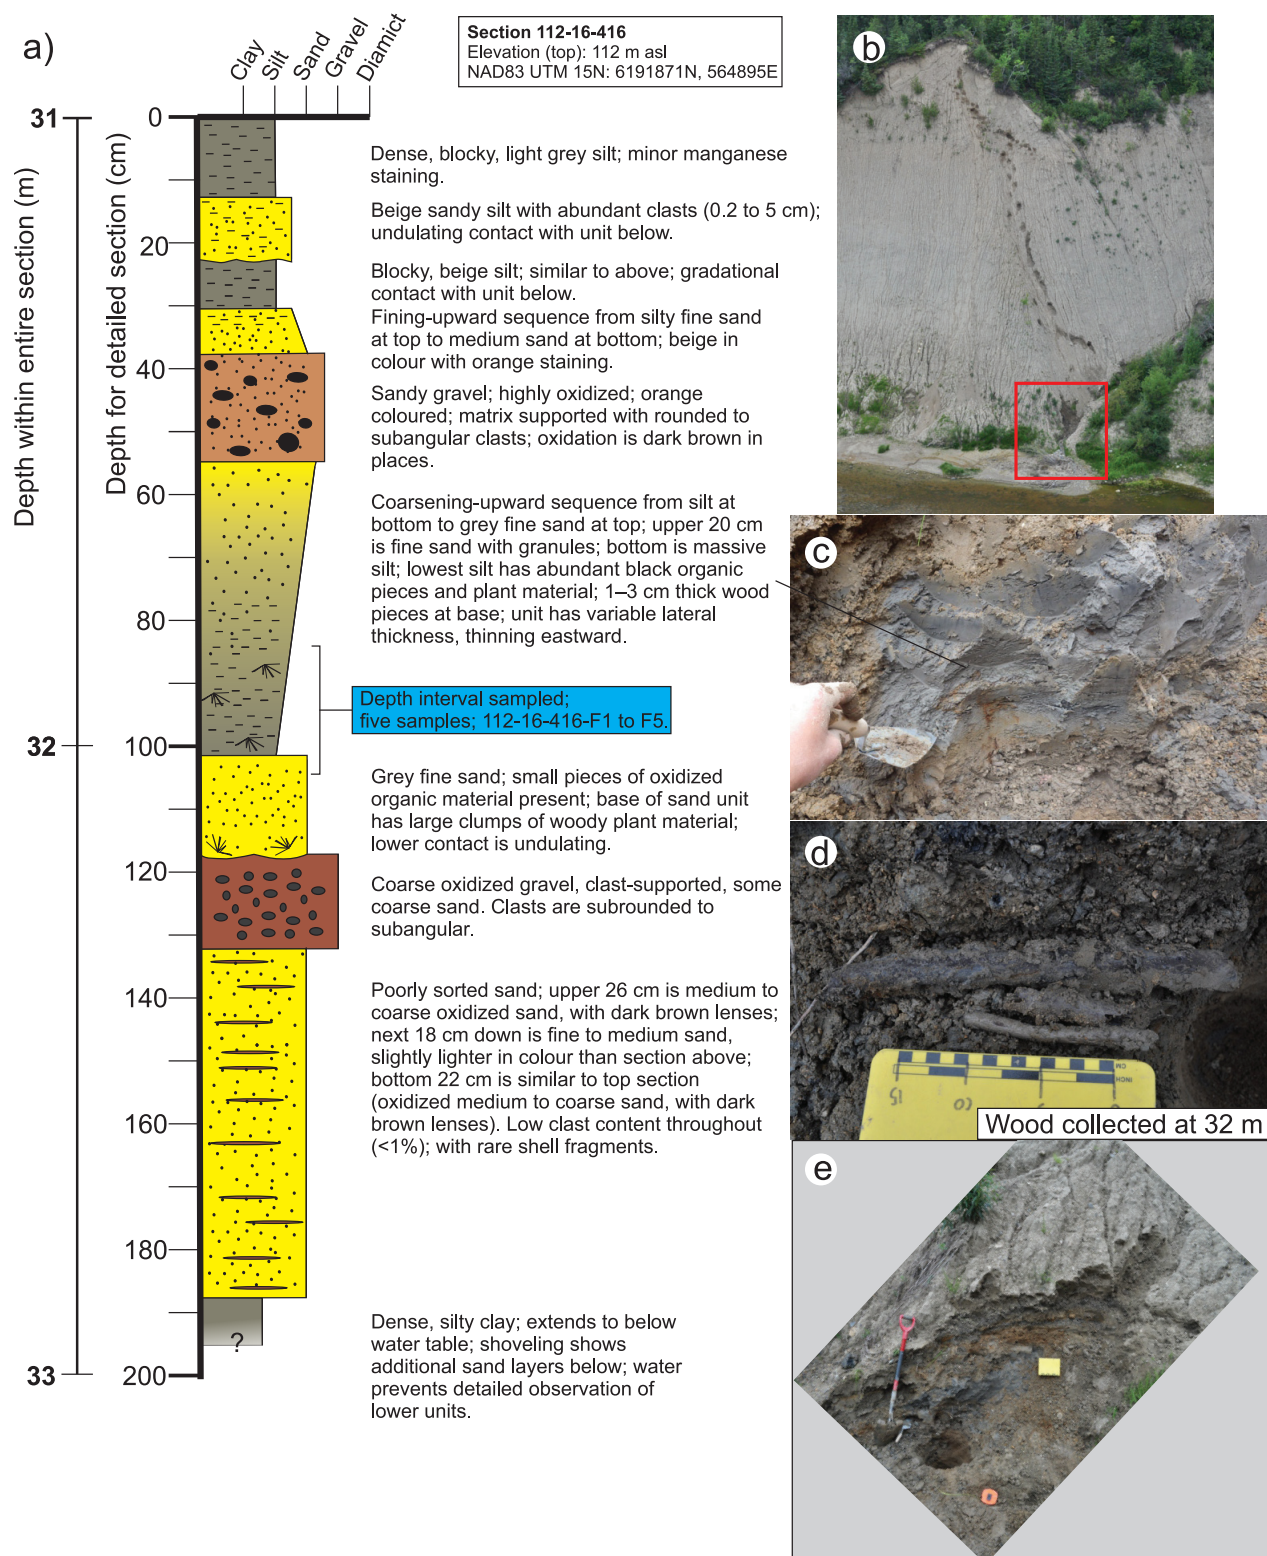 a)
Clay
Silt
Sand
Gravel
Diamict
Section 112-16-416
Elevation (top): 112 m asl
NAD83 UTM 15N: 6191871N, 564895E
Depth within entire section (m)
31
32
33
Depth for detailed section (cm)
0
20
40
60
80
100
120
140
160
180
200
Dense, blocky, light grey silt; minor manganese
staining.
Beige sandy silt with abundant clasts (0.2 to 5 cm);
undulating contact with unit below.
Blocky, beige silt; similar to above; gradational
contact with unit below.
Fining-upward sequence from silty fine sand
at top to medium sand at bottom; beige in
colour with orange staining.
Sandy gravel; highly oxidized; orange
coloured; matrix supported with rounded to
subangular clasts; oxidation is dark brown in
places.
Coarsening-upward sequence from silt at
bottom to grey fine sand at top; upper 20 cm
is fine sand with granules; bottom is massive
silt; lowest silt has abundant black organic
pieces and plant material; 1–3 cm thick wood
pieces at base; unit has variable lateral
thickness, thinning eastward.
Depth interval sampled;
five samples; 112-16-416-F1 to F5.
Grey fine sand; small pieces of oxidized
organic material present; base of sand unit
has large clumps of woody plant material;
lower contact is undulating.
Coarse oxidized gravel, clast-supported, some
coarse sand. Clasts are subrounded to
subangular.
Poorly sorted sand; upper 26 cm is medium to
coarse oxidized sand, with dark brown lenses;
next 18 cm down is fine to medium sand,
slightly lighter in colour than section above;
bottom 22 cm is similar to top section
(oxidized medium to coarse sand, with dark
brown lenses). Low clast content throughout
(<1%); with rare shell fragments.
?
Dense, silty clay; extends to below
water table; shoveling shows
additional sand layers below; water
prevents detailed observation of
lower units.
b
c
d
CM
INCH
15
10
Wood collected at 32 m
e